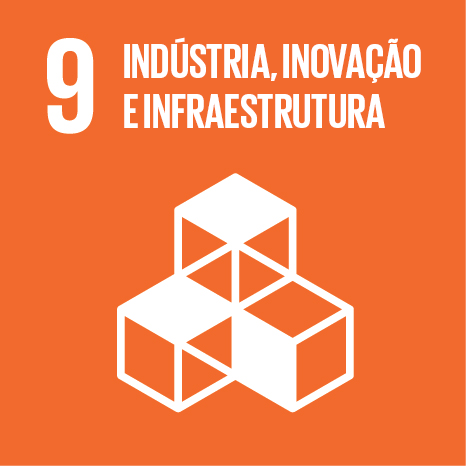 9 INDÚSTRIA, INOVAÇÃO
E INFRAESTRUTURA